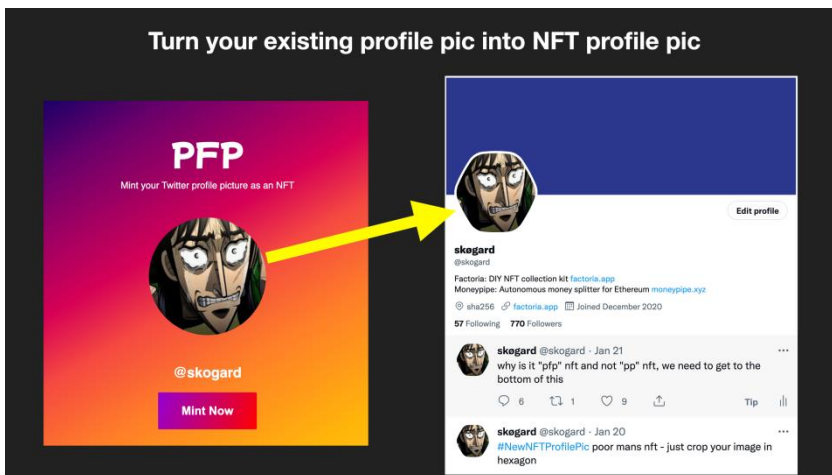 Turn your existing profile pic into NFT profile pic
PFP
Mint your Twitter profile picture as an NFT
@skogard
Mint Now
Edit profile
skøgard
@skogard
Factoria: DIY NFT collection kit factoria.app
Moneypipe: Autonomous money splitter for Ethereum moneypipe.xyz
sha256 factoria.app Joined December 2020
57 Following 770 Followers
skøgard @skogard · Jan 21
why is it "pfp" nft and not "pp" nft, we need to get to the
bottom of this
6 1 9 Tip
skøgard @skogard · Jan 20
#NewNFTProfilePic poor mans nft - just crop your image in
hexagon